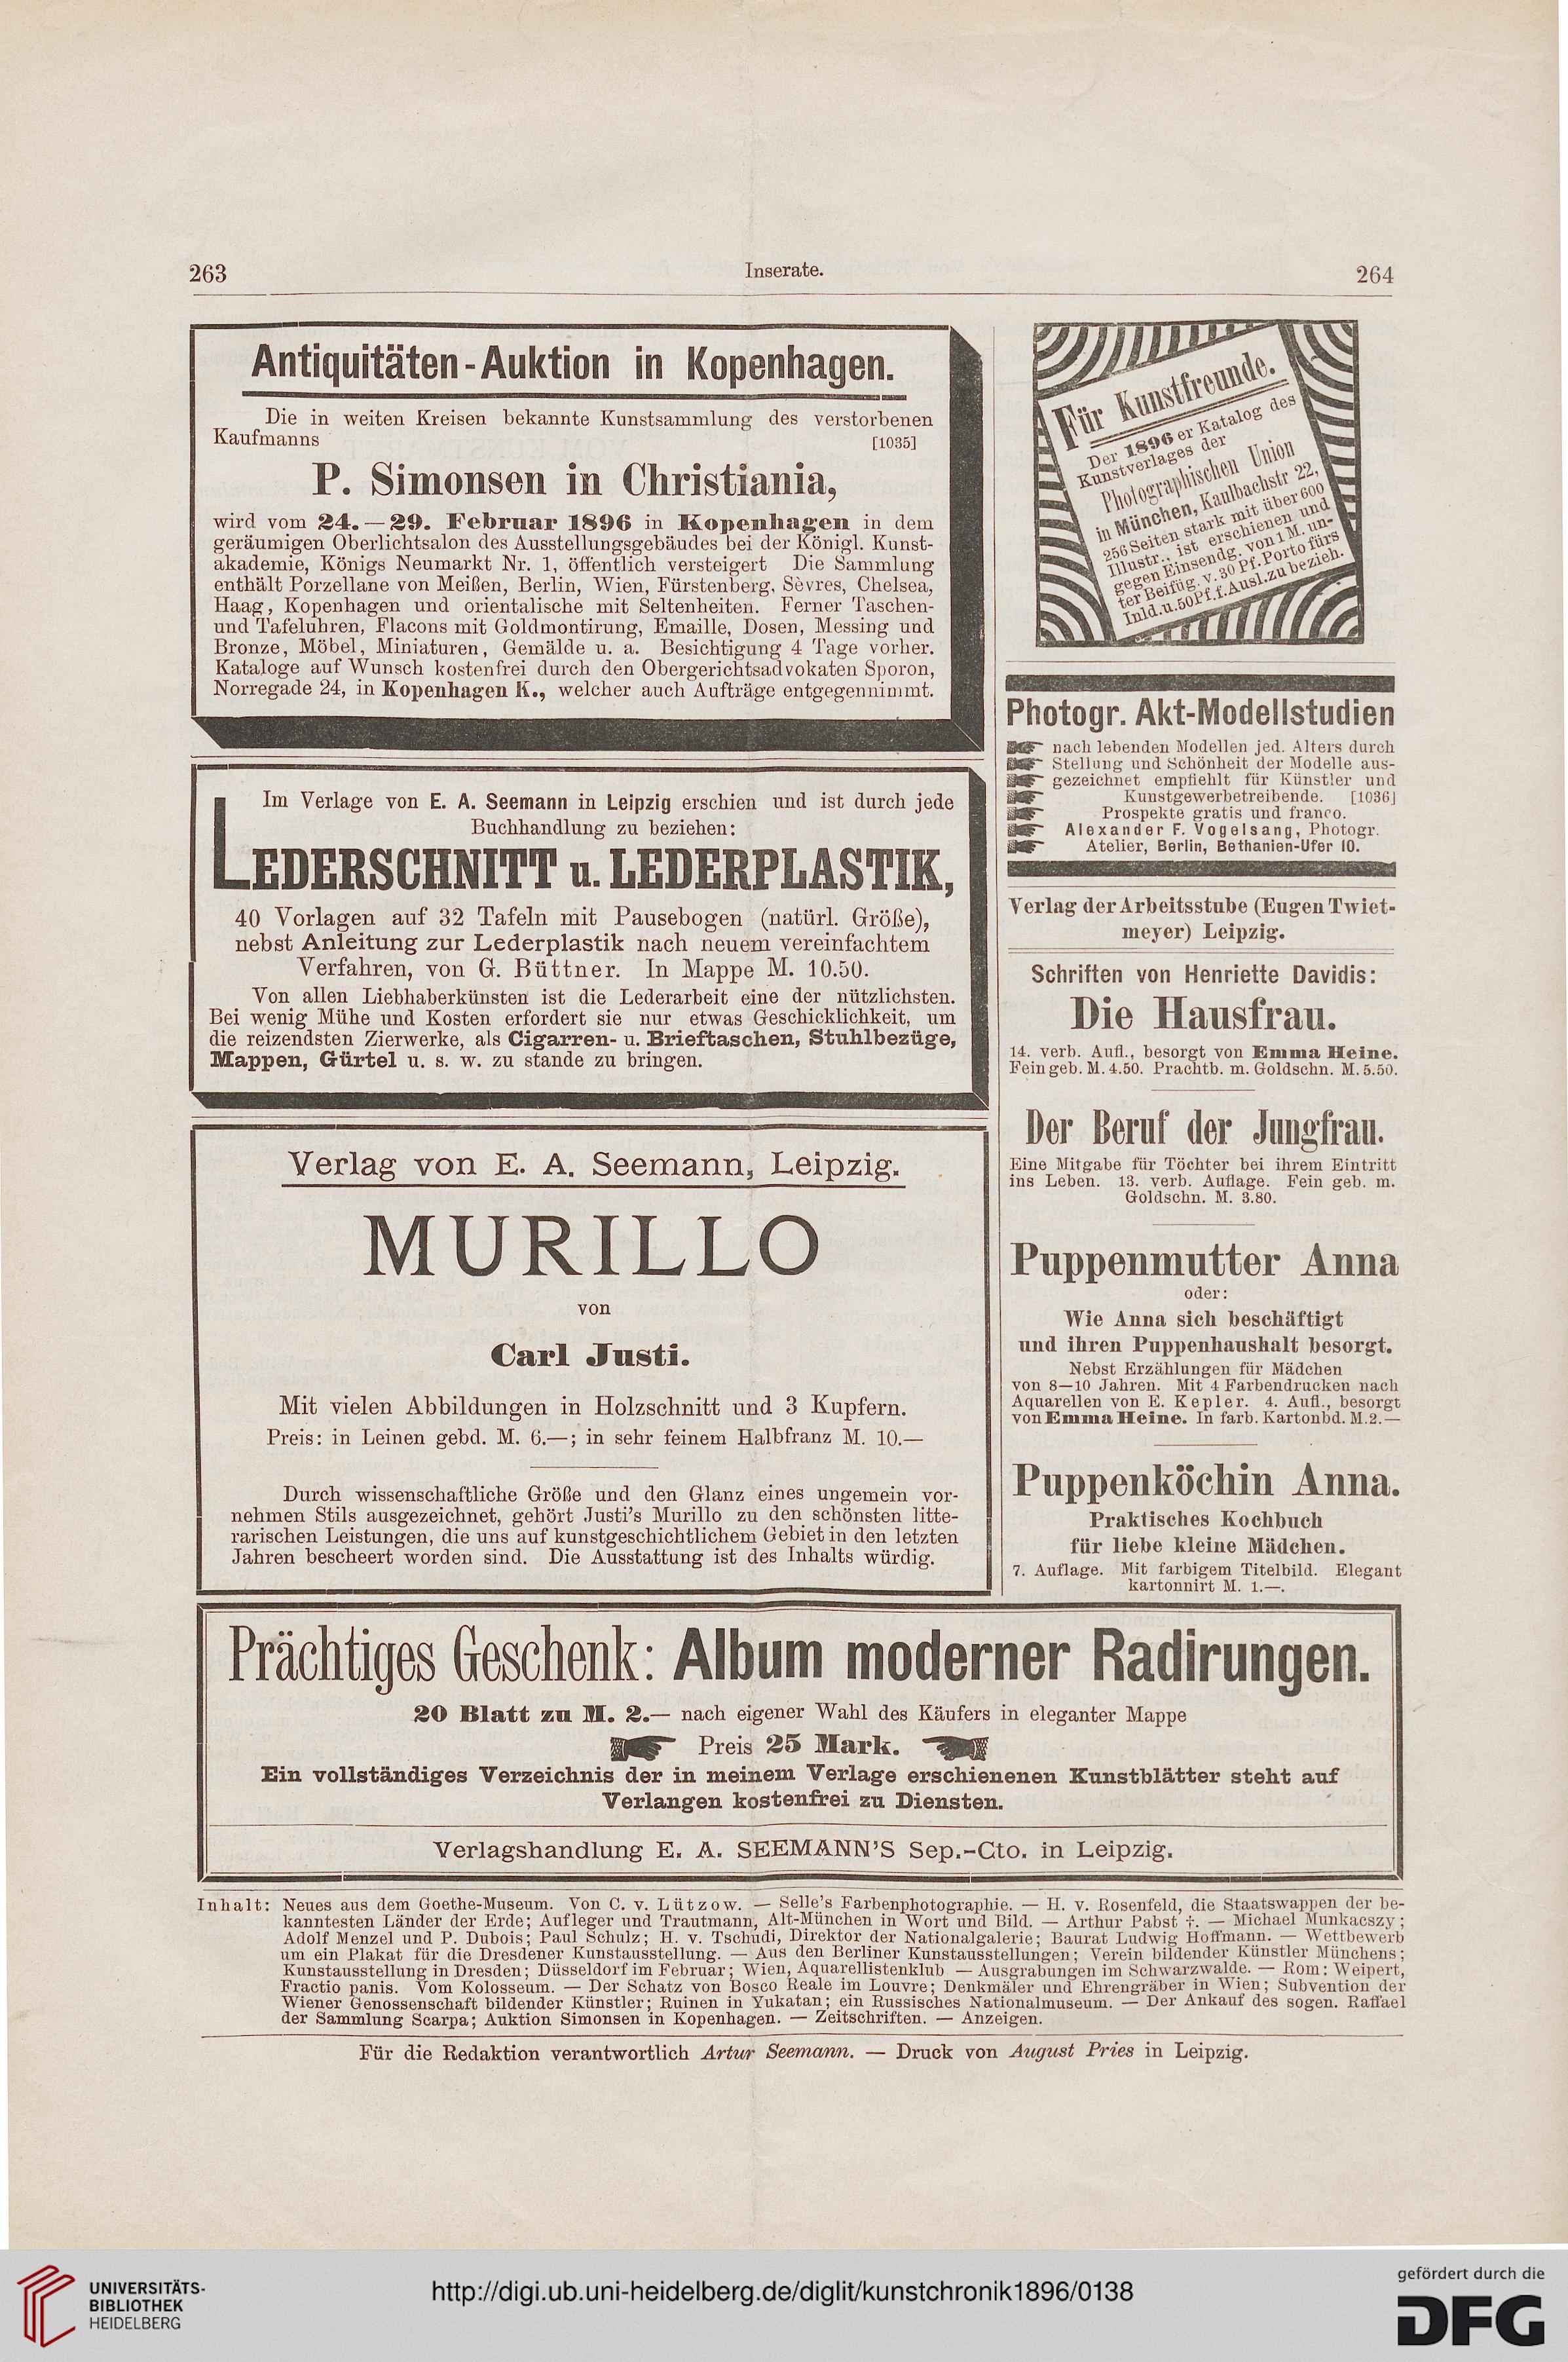 263
Inserate.
264
Antiquitäten-Auktion in Kopenhagen.
Die in weiten Kreisen bekannte Kunstsammlung des verstorbenen
Kaufmanns [1035]
P. Simonsen in Christiania,
wird vom 24.—29. Februar 1896 in Kopenhagen in dem
geräumigen Oberlichtsalon des Ausstellungsgebäudes bei der Königl. Kunst-
akademie, Königs Neumarkt Nr. 1, öffentlich versteigert Die Sammlung
enthält Porzellane von Meißen, Berlin, Wien, Fürstenberg, Sèvres, Chelsea,
Haag, Kopenhagen und orientalische mit Seltenheiten. Ferner Taschen-
und Tafeluhren, Flacons mit Goldmontirung, Emaille, Dosen, Messing und
Bronze, Möbel, Miniaturen, Gemälde u. a. Besichtigung 4 Tage vorher.
Kataloge auf Wunsch kostenfrei durch den Obergerichtsadvokaten Sporon,
Norregade 24, in Kopenhagen K., welcher auch Aufträge entgegennimmt.
Im Verlage von E. A. Seemann in Leipzig erschien und ist durch jede
Buchhandlung zu beziehen:
LEDERSCHNITT u. LEDERPLASTIK,
40 Vorlagen auf 32 Tafeln mit Pausebogen (natürl. Größe),
nebst Anleitung zur Lederplastik nach neuem vereinfachtem
Verfahren, von G. Büttner. In Mappe M. 10.50.
Von allen Liebhaberkünsten ist die Lederarbeit eine der nützlichsten.
Bei wenig Mühe und Kosten erfordert sie nur etwas Geschicklichkeit, um
die reizendsten Zierwerke, als Cigarren- u. Brieftaschen, Stuhlbezüge,
Mappen, Gürtel u. s. w. zu stande zu bringen.
Verlag von E. A. Seemann, Leipzig.
MURILLO
von
Carl Justi.
Mit vielen Abbildungen in Holzschnitt und 3 Kupfern.
Preis: in Leinen gebd. M. 6.—; in sehr feinem Halbfranz M. 10.—
Durch wissenschaftliche Größe und den Glanz eines ungemein vor-
nehmen Stils ausgezeichnet, gehört Justi's Murillo zu den schönsten litte-
rarischen Leistungen, die uns auf kunstgeschichtlichem Gebiet in den letzten
Jahren bescheert worden sind. Die Ausstattung ist des Inhalts würdig.
Für Kunstfreunde.
Der 1896er Katalog des
Kunstverlages der
Photographischen Union
in München, Kaulbachstr 22,
256 Seiten stark mit über 600
Illustr., ist erschienen und
gegen Einsendg. von 1 M. un-
ter Beifüg. v. 30 Pf. Porto fürs
Inld. u. 50 Pf. f. Ausl. zu bezieh.
Photogr. Akt-Modellstudien
nach lebenden Modellen jed. Alters durch
Stellung und Schönheit der Modelle aus-
gezeichnet empfiehlt für Künstler und
Kunstgewerbetreibende. [1036]
Prospekte gratis und franco.
Alexander F. Vogelsang, Photogr.
Atelier, Berlin, Bethanien-Ufer 10.
Verlag der Arbeitsstube (Eugen Twiet-
meyer) Leipzig.
Schriften von Henriette Davidis:
Die Hausfrau.
14. verb. Aufl., besorgt von Emma Heine.
Fein geb. M. 4.50. Prachtb. m. Goldschn. M. 5.50.
Der Beruf der Jungfrau.
Eine Mitgabe für Töchter bei ihrem Eintritt
ins Leben. 13. verb. Auflage. Fein geb. m.
Goldschn. M. 3.80.
Puppenmutter Anna
oder:
Wie Anna sich beschäftigt
und ihren Puppenhaushalt besorgt.
Nebst Erzählungen für Mädchen
von 8—10 Jahren. Mit 4 Farbendrucken nach
Aquarellen von E. Kepler. 4. Aufl., besorgt
von Emma Heine. In farb. Kartonbd. M. 2.—
Puppenköchin Anna.
Praktisches Kochbuch
für liebe kleine Mädchen.
7. Auflage. Mit farbigem Titelbild. Elegant
kartonnirt M. 1.—.
Prächtiges Geschenk: Album moderner Radirungen.
20 Blatt zu M. 2.— nach eigener Wahl des Käufers in eleganter Mappe
Preis 25 Mark.
Ein vollständiges Verzeichnis der in meinem Verlage erschienenen Kunstblätter steht auf
Verlangen kostenfrei zu Diensten.
Verlagshandlung E. A. SEEMANN'S Sep.-Cto. in Leipzig.
Inhalt: Neues aus dem Goethe-Museum. Von C. v. Lützow. — Selle's Farbenphotographie. — H. v. Rosenfeld, die Staatswappen der be-
kanntesten Länder der Erde; Aufleger und Trautmann, Alt-München in Wort und Bild. — Arthur Pabst †. — Michael Munkacszy;
Adolf Menzel und P. Dubois; Paul Schulz; H. v. Tschudi, Direktor der Nationalgalerie; Baurat Ludwig Hoffmann. — Wettbewerb
um ein Plakat für die Dresdener Kunstausstellung. — Aus den Berliner Kunstausstellungen; Verein bildender Künstler Münchens;
Kunstausstellung in Dresden; Düsseldorf im Februar; Wien, Aquarellistenklub — Ausgrabungen im Schwarzwalde. — Rom: Weipert,
Fractio panis. Vom Kolosseum. — Der Schatz von Bosco Reale im Louvre; Denkmäler und Ehrengräber in Wien; Subvention der
Wiener Genossenschaft bildender Künstler; Ruinen in Yukatan; ein Russisches Nationalmuseum. — Der Ankauf des sogen. Raffael
der Sammlung Scarpa; Auktion Simonsen in Kopenhagen. — Zeitschriften. — Anzeigen.
Für die Redaktion verantwortlich Artur Seemann. — Druck von August Pries in Leipzig.
UNIVERSITÄTS-
BIBLIOTHEK
HEIDELBERG
http://digi.ub.uni-heidelberg.de/diglit/kunstchronik1896/0138
gefördert durch die
DFG